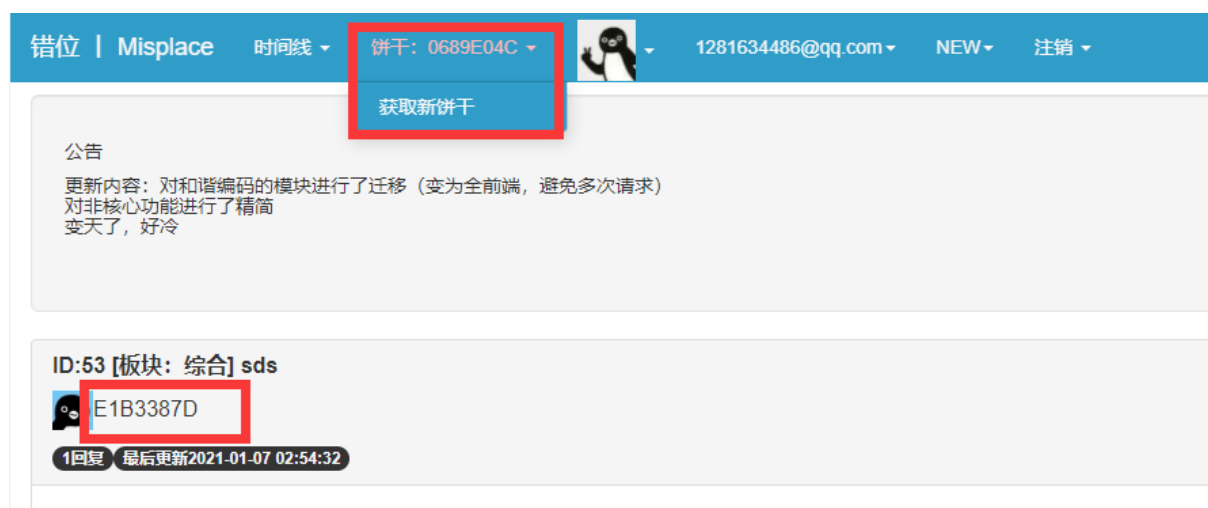 错位 | Misplace 时间线 饼干：0689E04C 1281634486@qq.com NEW 注销
获取新饼干
公告
更新内容：对和谐编码的模块进行了迁移（变为全前端，避免多次请求）
对非核心功能进行了精简
变天了，好冷
ID:53 [板块：综合] sds
E1B3387D
1回复 最后更新2021-01-07 02:54:32